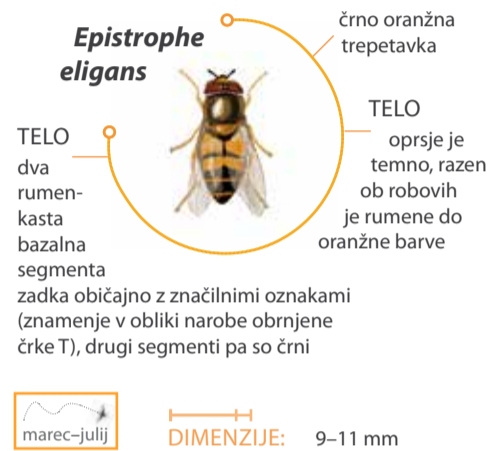 Epistrophe
eligans
črno oranžna
trepetavka
TELO
oprsje je
temno, razen
ob robovih
je rumene do
oranžne barve
TELO
dva
rumen-
kasta
bazalna
segmenta
zadka običajno z značilnimi oznakami
(znamenje v obliki narobe obrnjene
črke T), drugi segmenti pa so črni
marec–julij
DIMENZIJE: 9–11 mm